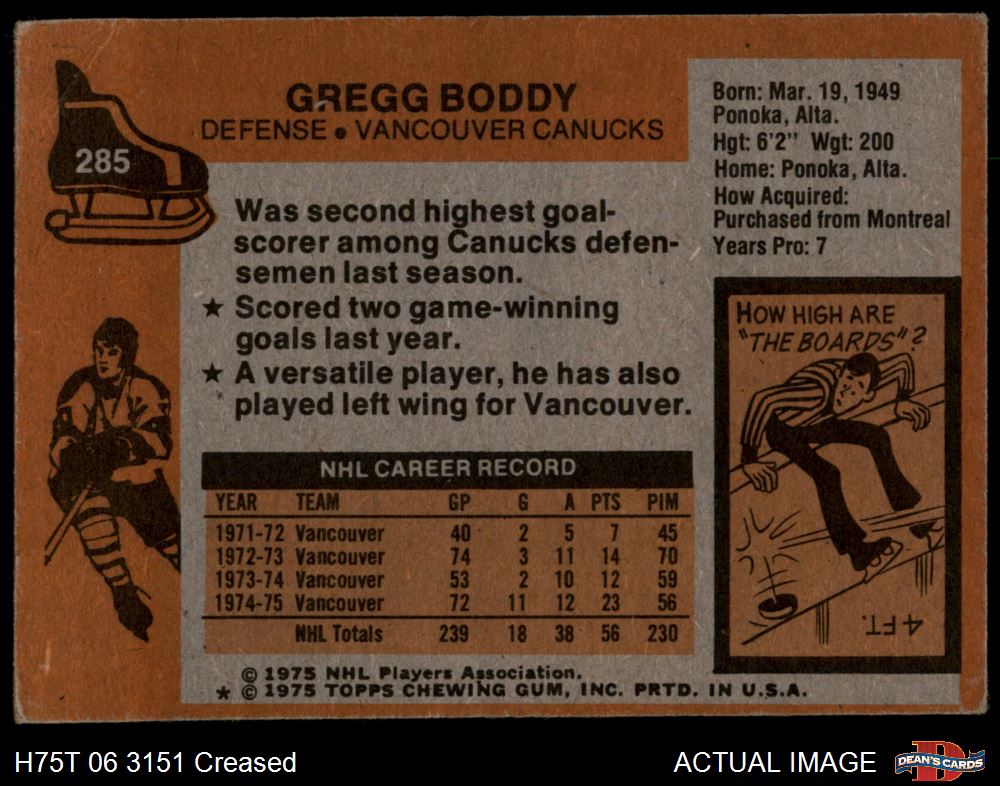 285
GREGG BODDY
DEFENSE • VANCOUVER CANUCKS
Born: Mar. 19, 1949
Ponoka, Alta.
Hgt: 6'2" Wgt: 200
Home: Ponoka, Alta.
How Acquired:
Purchased from Montreal
Years Pro: 7
Was second highest goal-
scorer among Canucks defen-
semen last season.
★ Scored two game-winning
goals last year.
★ A versatile player, he has also
played left wing for Vancouver.
HOW HIGH ARE
"THE BOARDS"?
4 FT.
NHL CAREER RECORD
YEAR TEAM GP G A PTS PIM
1971-72 Vancouver 40 2 5 7 45
1972-73 Vancouver 74 3 11 14 70
1973-74 Vancouver 53 2 10 12 59
1974-75 Vancouver 72 11 12 23 56
NHL Totals 239 18 38 56 230
© 1975 NHL Players Association.
★ © 1975 TOPPS CHEWING GUM, INC. PRTD. IN U.S.A.
H75T 06 3151 Creased
ACTUAL IMAGE
D
DEAN'S CARDS